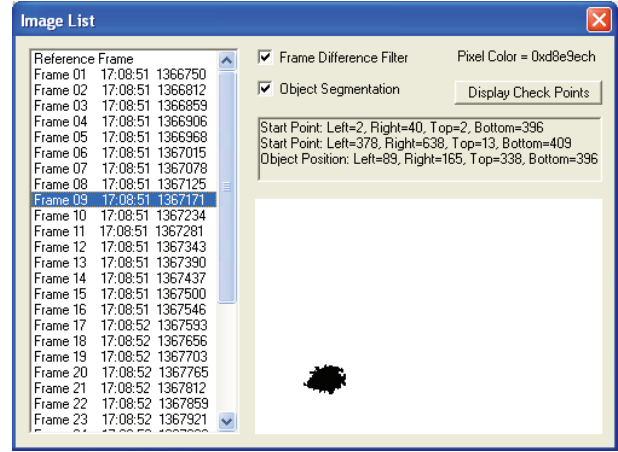 Image List
Reference Frame
Frame 01 17:08:51 1366750
Frame 02 17:08:51 1366812
Frame 03 17:08:51 1366859
Frame 04 17:08:51 1366906
Frame 05 17:08:51 1366968
Frame 06 17:08:51 1367015
Frame 07 17:08:51 1367078
Frame 08 17:08:51 1367125
Frame 09 17:08:51 1367171
Frame 10 17:08:51 1367234
Frame 11 17:08:51 1367281
Frame 12 17:08:51 1367343
Frame 13 17:08:51 1367390
Frame 14 17:08:51 1367437
Frame 15 17:08:51 1367500
Frame 16 17:08:51 1367546
Frame 17 17:08:52 1367593
Frame 18 17:08:52 1367656
Frame 19 17:08:52 1367703
Frame 20 17:08:52 1367765
Frame 21 17:08:52 1367812
Frame 22 17:08:52 1367859
Frame 23 17:08:52 1367921
Frame Difference Filter
Pixel Color = 0xd8e9ech
Object Segmentation
Display Check Points
Start Point: Left=2, Right=40, Top=2, Bottom=396
Start Point: Left=378, Right=638, Top=13, Bottom=409
Object Position: Left=89, Right=165, Top=338, Bottom=396